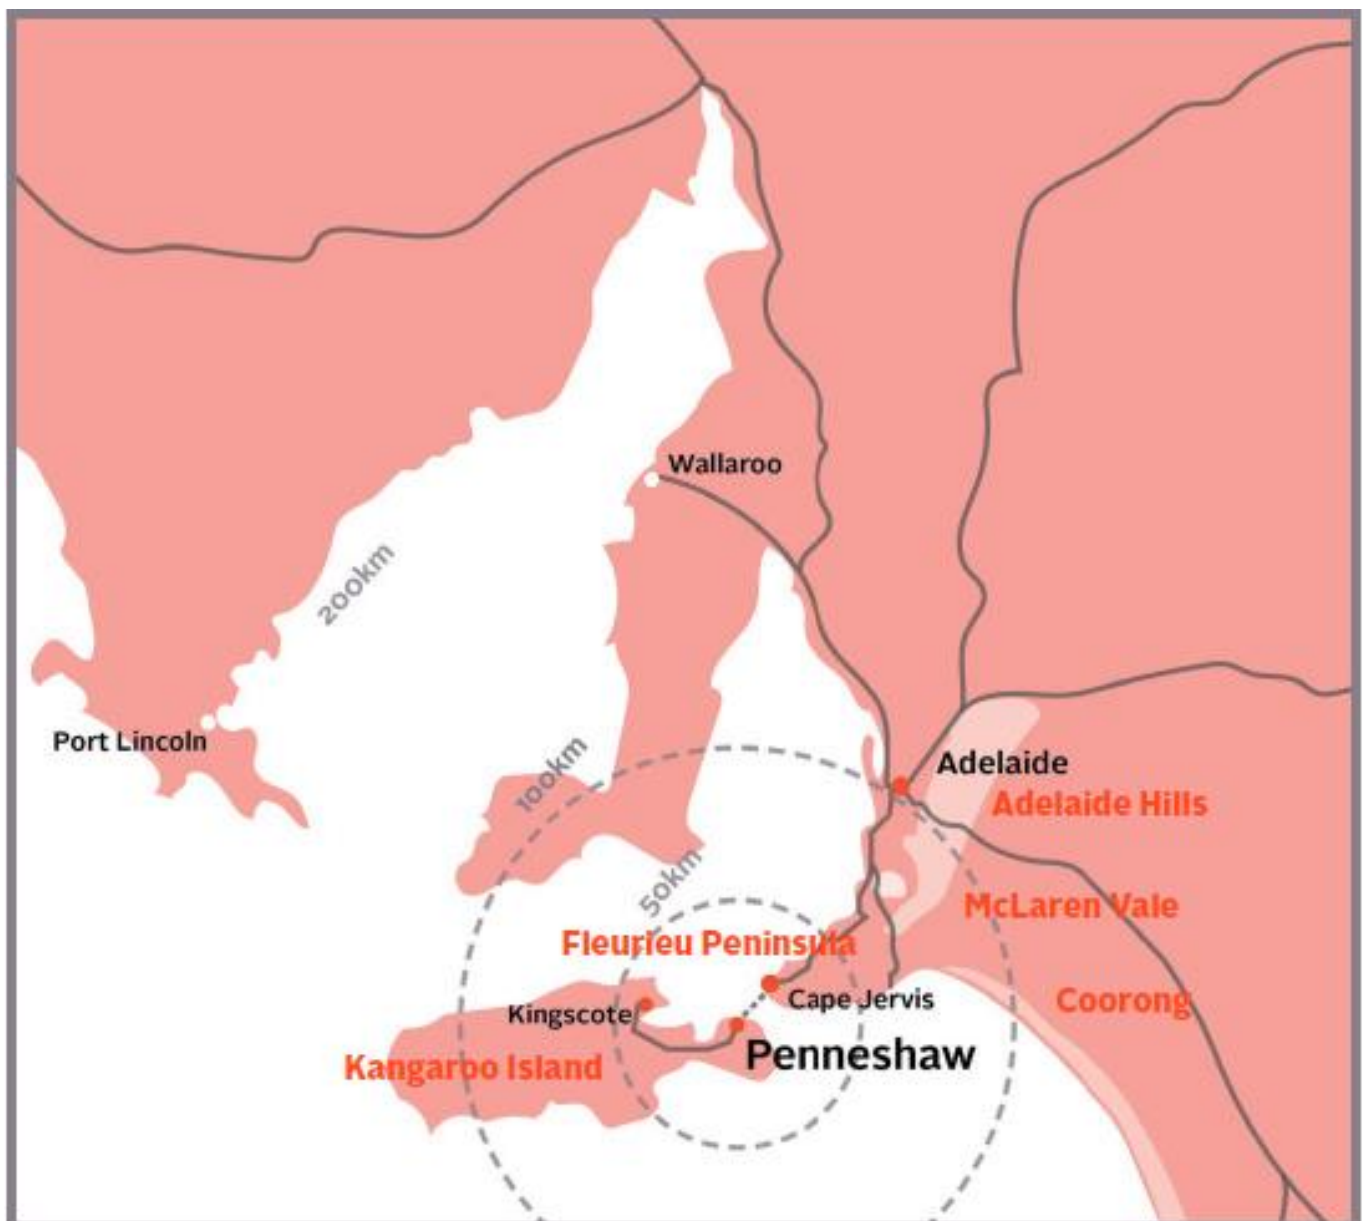 Wallaroo
200km
Port Lincoln
100km
Adelaide
Adelaide Hills
50km
McLaren Vale
Fleurieu Peninsula
Cape Jervis
Coorong
Kingscote
Penneshaw
Kangaroo Island